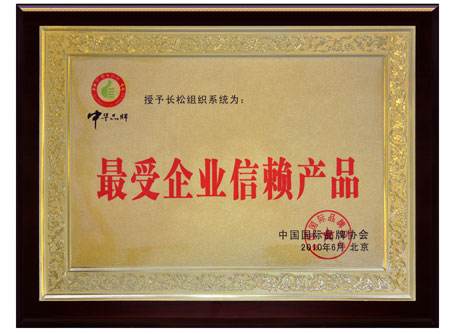 授予长松组织系统为：
中华品牌
最受企业信赖产品
中国国际品牌协会
2010年6月 北京